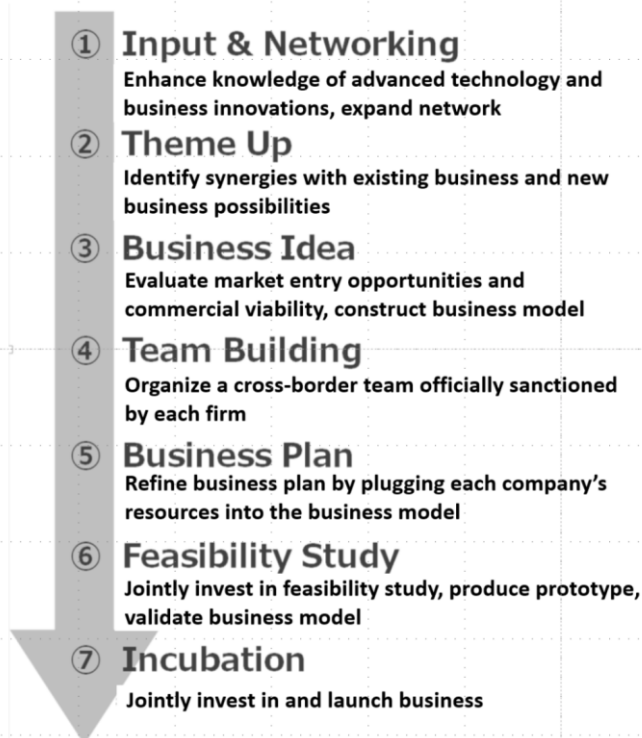 ① Input & Networking
Enhance knowledge of advanced technology and
business innovations, expand network
② Theme Up
Identify synergies with existing business and new
business possibilities
③ Business Idea
Evaluate market entry opportunities and
commercial viability, construct business model
④ Team Building
Organize a cross-border team officially sanctioned
by each firm
⑤ Business Plan
Refine business plan by plugging each company’s
resources into the business model
⑥ Feasibility Study
Jointly invest in feasibility study, produce prototype,
validate business model
⑦ Incubation
Jointly invest in and launch business